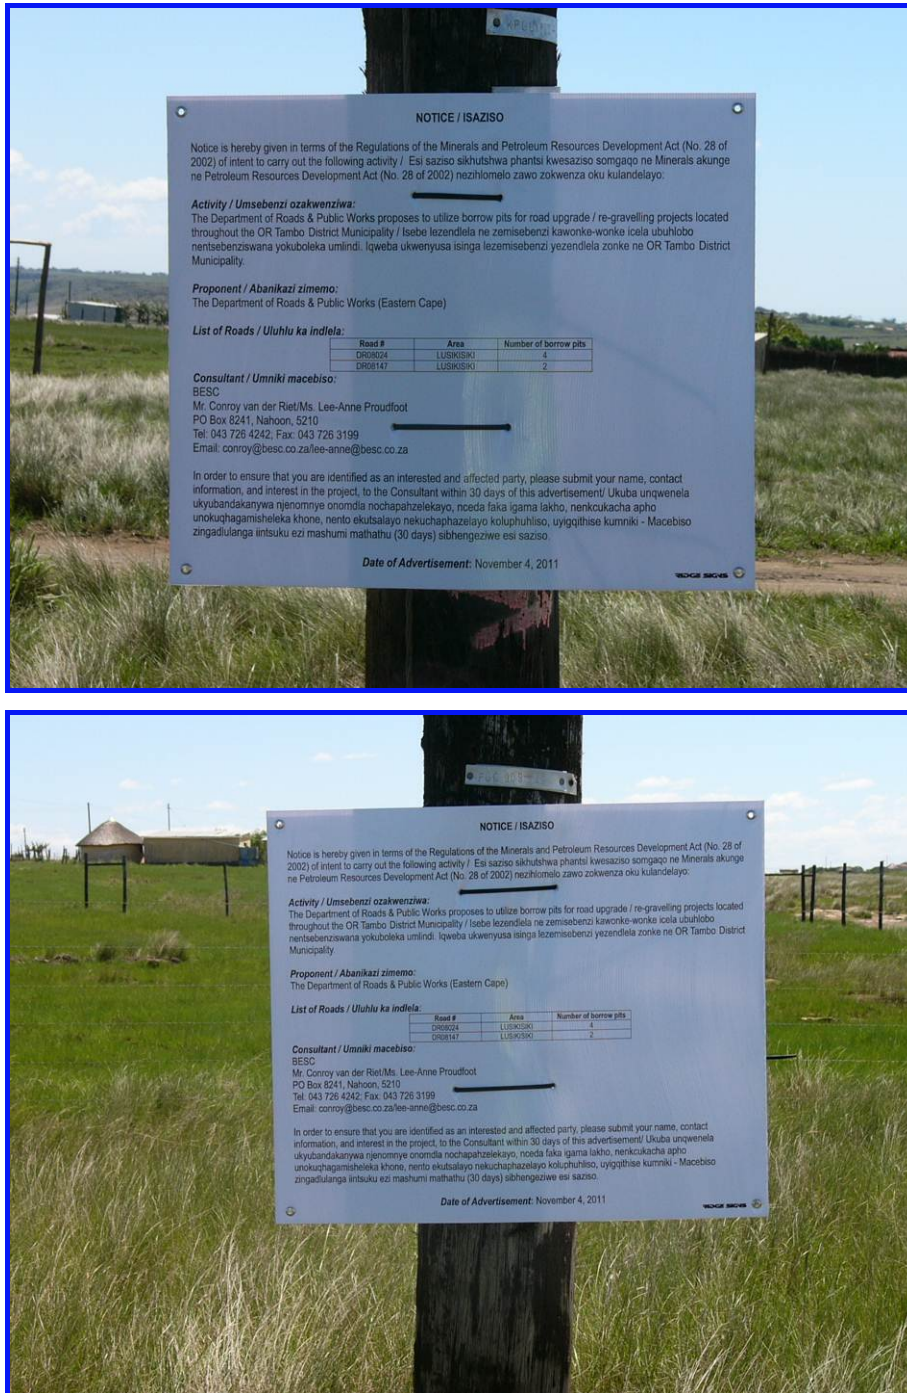 NOTICE / ISAZISO
Notice is hereby given in terms of the Regulations of the Minerals and Petroleum Resources Development Act (No. 28 of
2002) of intent to carry out the following activity / Esi saziso sikhutshwa phantsi kwesaziso somgaqo ne Minerals akunge
ne Petroleum Resources Development Act (No. 28 of 2002) nezihlomelo zawo zokwenza oku kulandelayo:
Activity / Umsebenzi ozakwenziwa:
The Department of Roads & Public Works proposes to utilize borrow pits for road upgrade / re-gravelling projects located
throughout the OR Tambo District Municipality / Isebe lezendlela ne zemisebenzi kawonke-wonke icela ubuhlobo
nentsebenziswana yokuboleka umlindi. Iqweba ukwenyusa isinga lezemisebenzi yezendlela zonke ne OR Tambo District
Municipality.
Proponent / Abanikazi zimemo:
The Department of Roads & Public Works (Eastern Cape)
List of Roads / Uluhlu ka indlela:
Road # Area Number of borrow pits
DR08024 LUSIKISIKI 4
DR08147 LUSIKISIKI 2
Consultant / Umniki macebiso:
BESC
Mr. Conroy van der Riet/Ms. Lee-Anne Proudfoot
PO Box 8241, Nahoon, 5210
Tel: 043 726 4242; Fax: 043 726 3199
Email: conroy@besc.co.za/lee-anne@besc.co.za
In order to ensure that you are identified as an interested and affected party, please submit your name, contact
information, and interest in the project, to the Consultant within 30 days of this advertisement/ Ukuba unqwenela
ukyubandakanywa njenomnye onomdla nochapahzelekayo, nceda faka igama lakho, nenkcukacha apho
unokuqhagamisheleka khone, nento ekutsalayo nekuchaphazelayo koluphuhliso, uyigqithise kumniki - Macebiso
zingadlulanga iintsuku ezi mashumi mathathu (30 days) sibhengeziwe esi saziso.
Date of Advertisement: November 4, 2011
EDGE SIGNS
NOTICE / ISAZISO
Notice is hereby given in terms of the Regulations of the Minerals and Petroleum Resources Development Act (No. 28 of
2002) of intent to carry out the following activity / Esi saziso sikhutshwa phantsi kwesaziso somgaqo ne Minerals akunge
ne Petroleum Resources Development Act (No. 28 of 2002) nezihlomelo zawo zokwenza oku kulandelayo:
Activity / Umsebenzi ozakwenziwa:
The Department of Roads & Public Works proposes to utilize borrow pits for road upgrade / re-gravelling projects located
throughout the OR Tambo District Municipality / Isebe lezendlela ne zemisebenzi kawonke-wonke icela ubuhlobo
nentsebenziswana yokuboleka umlindi. Iqweba ukwenyusa isinga lezemisebenzi yezendlela zonke ne OR Tambo District
Municipality.
Proponent / Abanikazi zimemo:
The Department of Roads & Public Works (Eastern Cape)
List of Roads / Uluhlu ka indlela:
Road # Area Number of borrow pits
DR08024 LUSIKISIKI 4
DR08147 LUSIKISIKI 2
Consultant / Umniki macebiso:
BESC
Mr. Conroy van der Riet/Ms. Lee-Anne Proudfoot
PO Box 8241, Nahoon, 5210
Tel: 043 726 4242; Fax: 043 726 3199
Email: conroy@besc.co.za/lee-anne@besc.co.za
In order to ensure that you are identified as an interested and affected party, please submit your name, contact
information, and interest in the project, to the Consultant within 30 days of this advertisement/ Ukuba unqwenela
ukyubandakanywa njenomnye onomdla nochapahzelekayo, nceda faka igama lakho, nenkcukacha apho
unokuqhagamisheleka khone, nento ekutsalayo nekuchaphazelayo koluphuhliso, uyigqithise kumniki - Macebiso
zingadlulanga iintsuku ezi mashumi mathathu (30 days) sibhengeziwe esi saziso.
Date of Advertisement: November 4, 2011
EDGE SIGNS